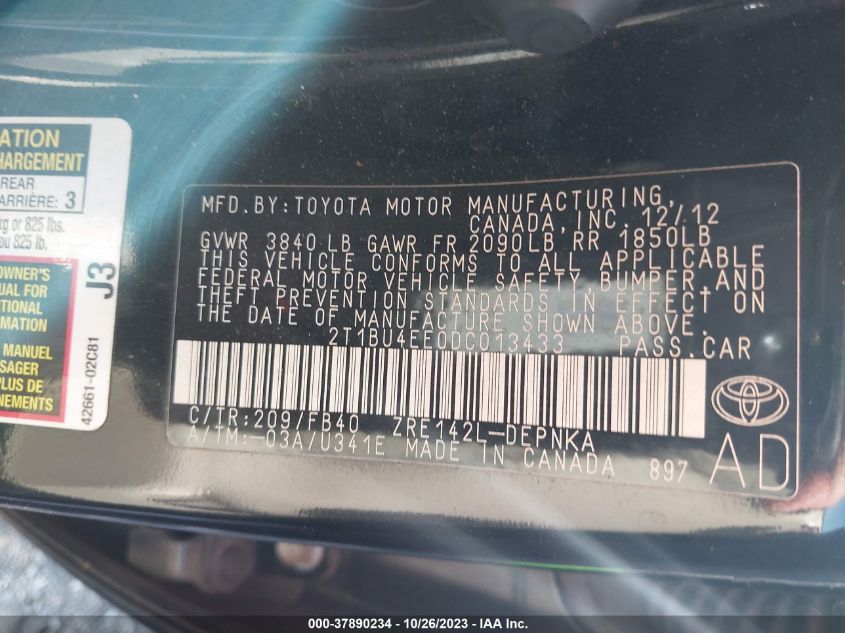 ATION
HARGEMENT
REAR
ARRIÈRE: 3
kg or 825 lbs.
ou 825 lb.
OWNER'S
UAL FOR
TIONAL
RMATION
MANUEL
SAGER
PLUS DE
NEMENTS
J3
42661-02C81
MFD.BY:TOYOTA MOTOR MANUFACTURING,
CANADA,INC. 12/12
GVWR 3840 LB GAWR FR 2090LB RR 1850LB
THIS VEHICLE CONFORMS TO ALL APPLICABLE
FEDERAL MOTOR VEHICLE SAFETY BUMPER,AND
THEFT PREVENTION STANDARDS IN EFFECT ON
THE DATE OF MANUFACTURE SHOWN ABOVE.
2T1BU4EE0DC013433 PASS.CAR
C/TR:209/FB40 ZRE142L-DEPNKA
A/TM:-03A/U341E MADE IN CANADA 897
AD
000-37890234 - 10/26/2023 - IAA Inc.